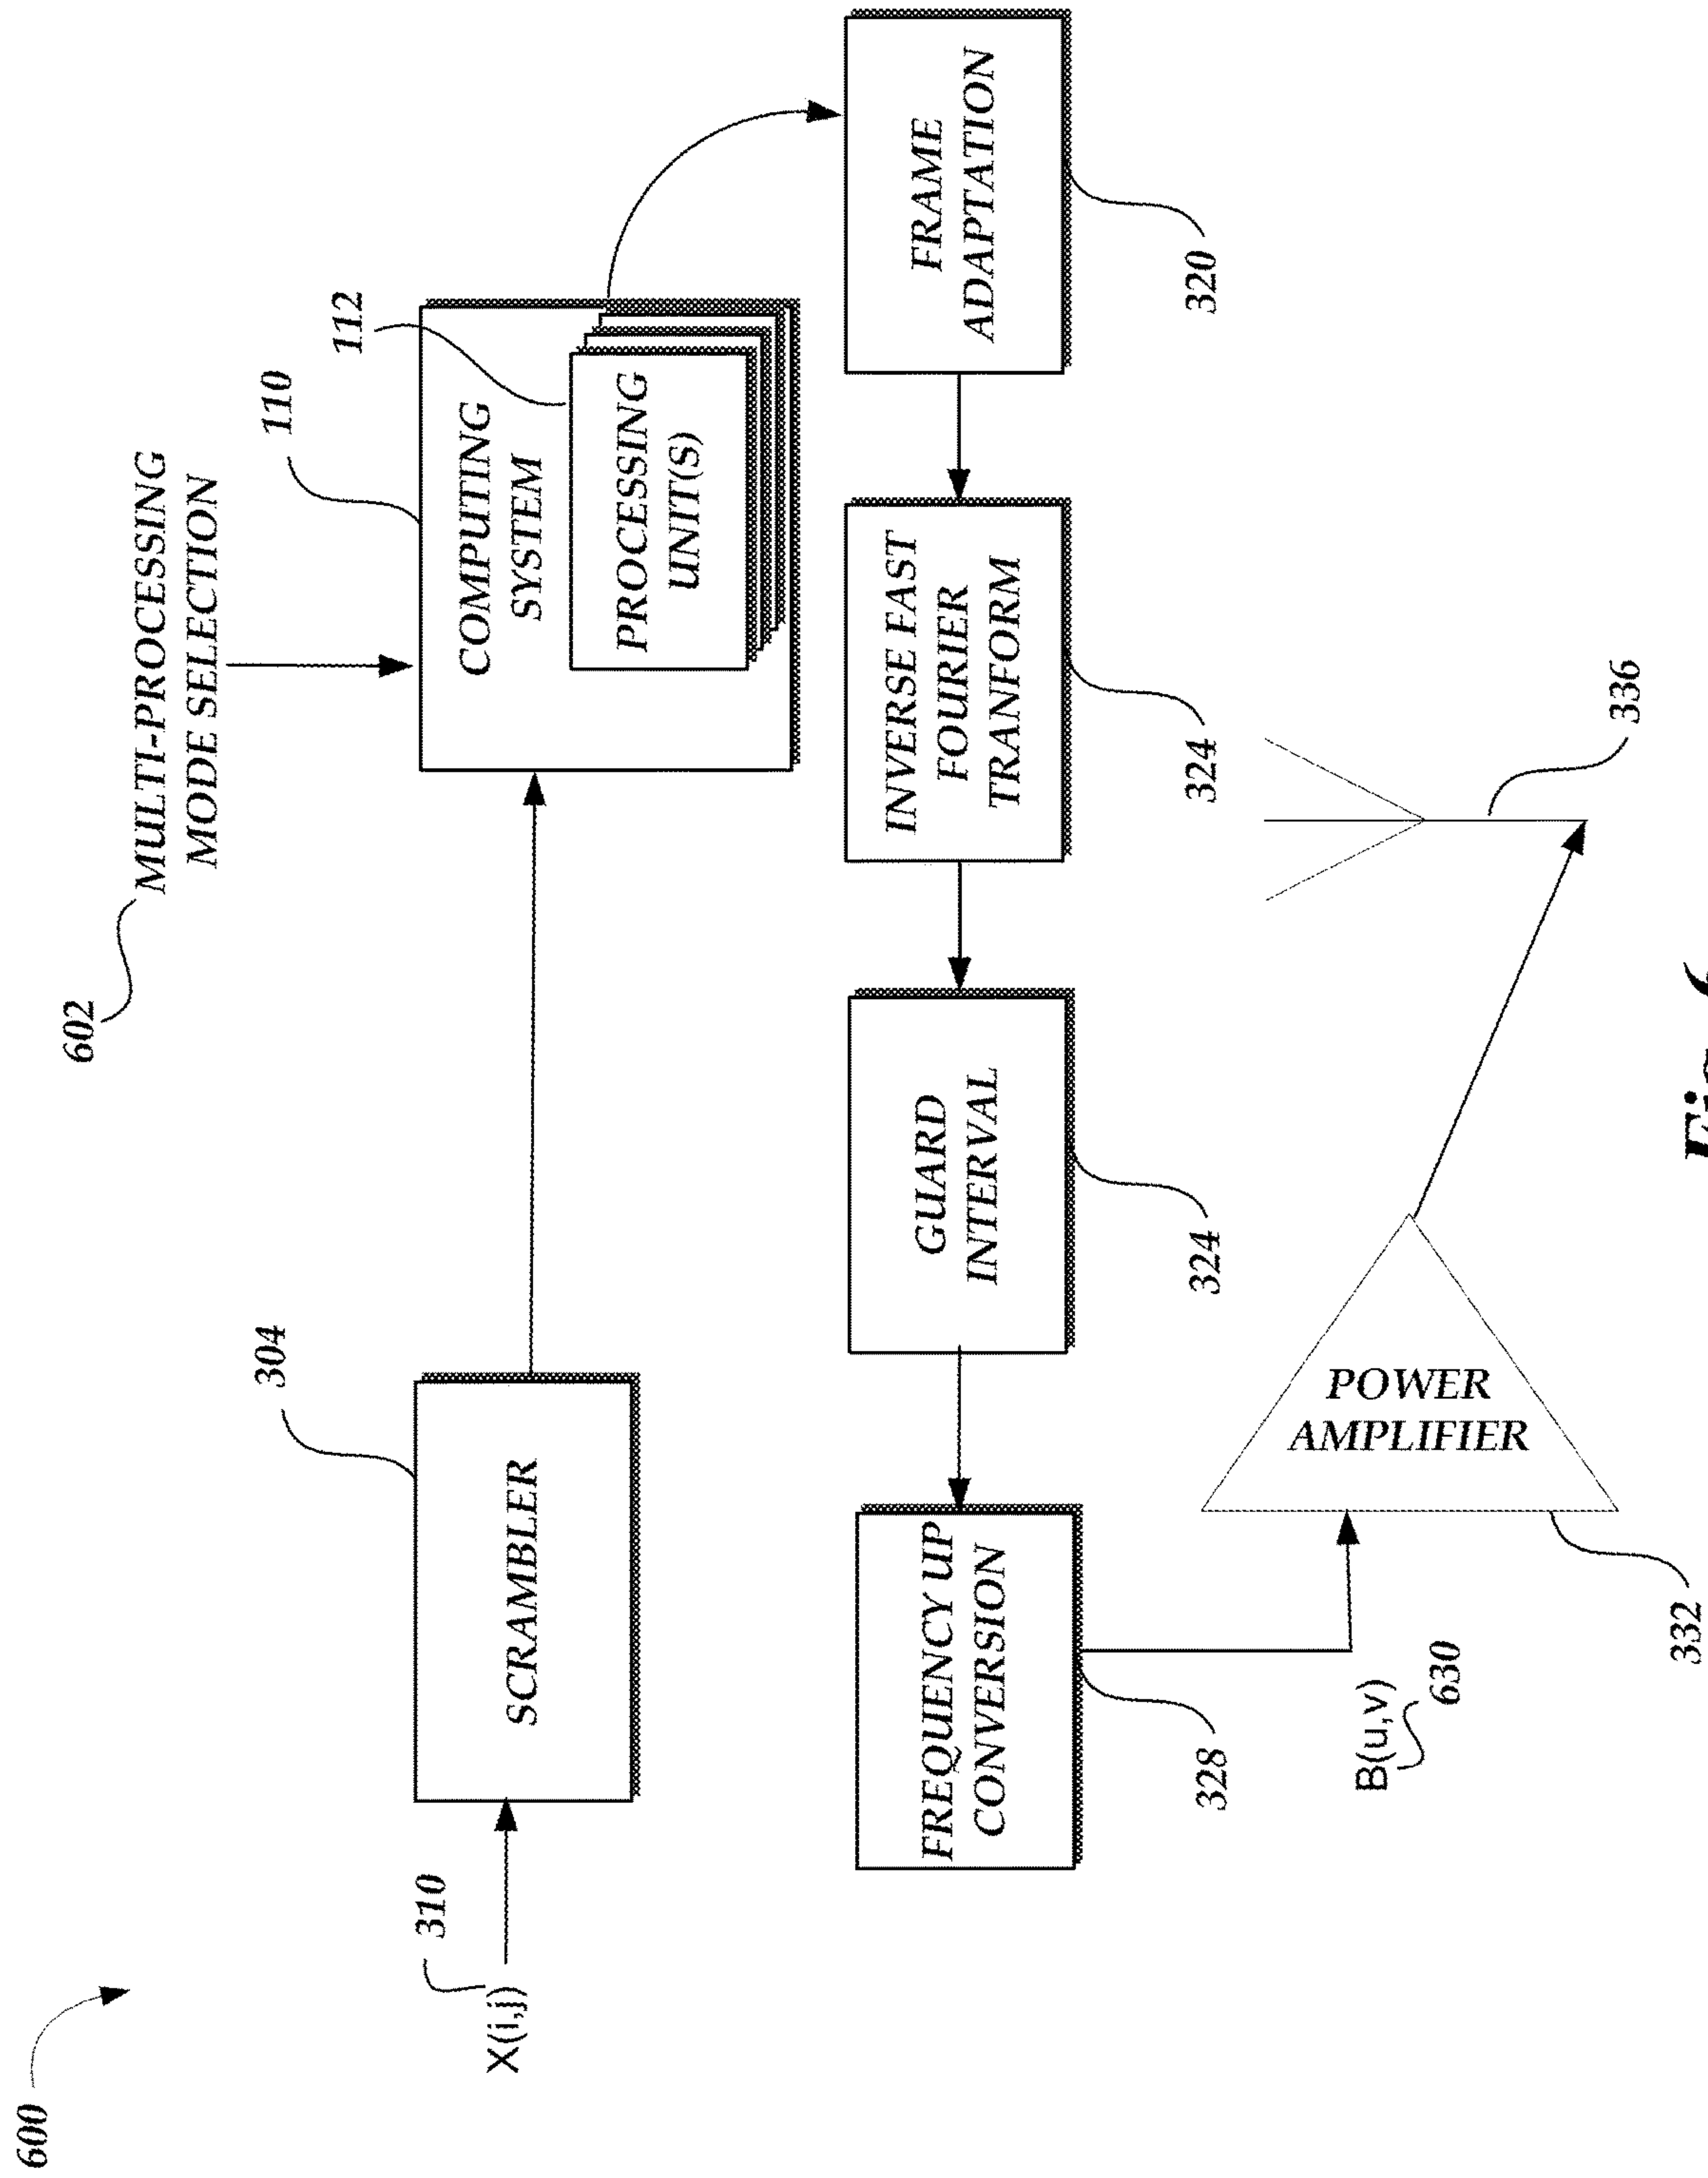 600
602
MULTI-PROCESSING
MODE SELECTION
X(i,j)
310
304
SCRAMBLER
110
112
COMPUTING
SYSTEM
PROCESSING
UNIT(S)
FREQUENCY UP
CONVERSION
328
GUARD
INTERVAL
324
INVERSE FAST
FOURIER
TRANFORM
324
FRAME
ADAPTATION
320
B(u,v)
630
POWER
AMPLIFIER
332
336